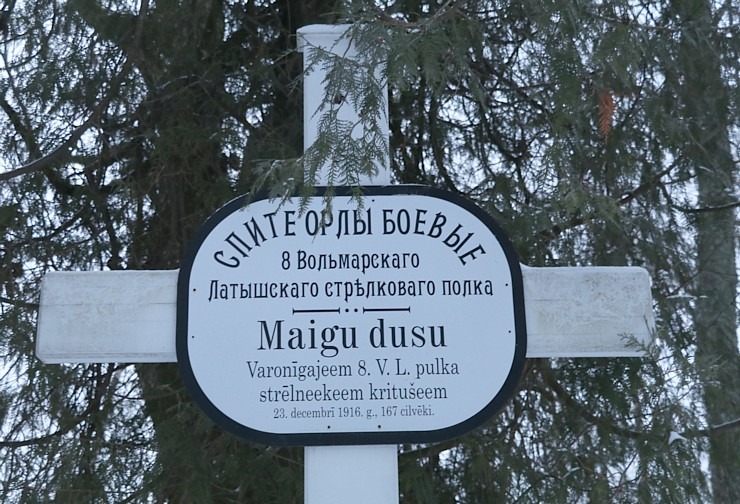 СПИТЕ ОРЛЫ БОЕВЫЕ
8 Вольмарскаго
Латышскаго стрѣлковаго полка
Maigu dusu
Varonīgajeem 8. V. L. pulka
strēlneekeem kritušeem
23. decembrī 1916. g., 167 cilvēki.